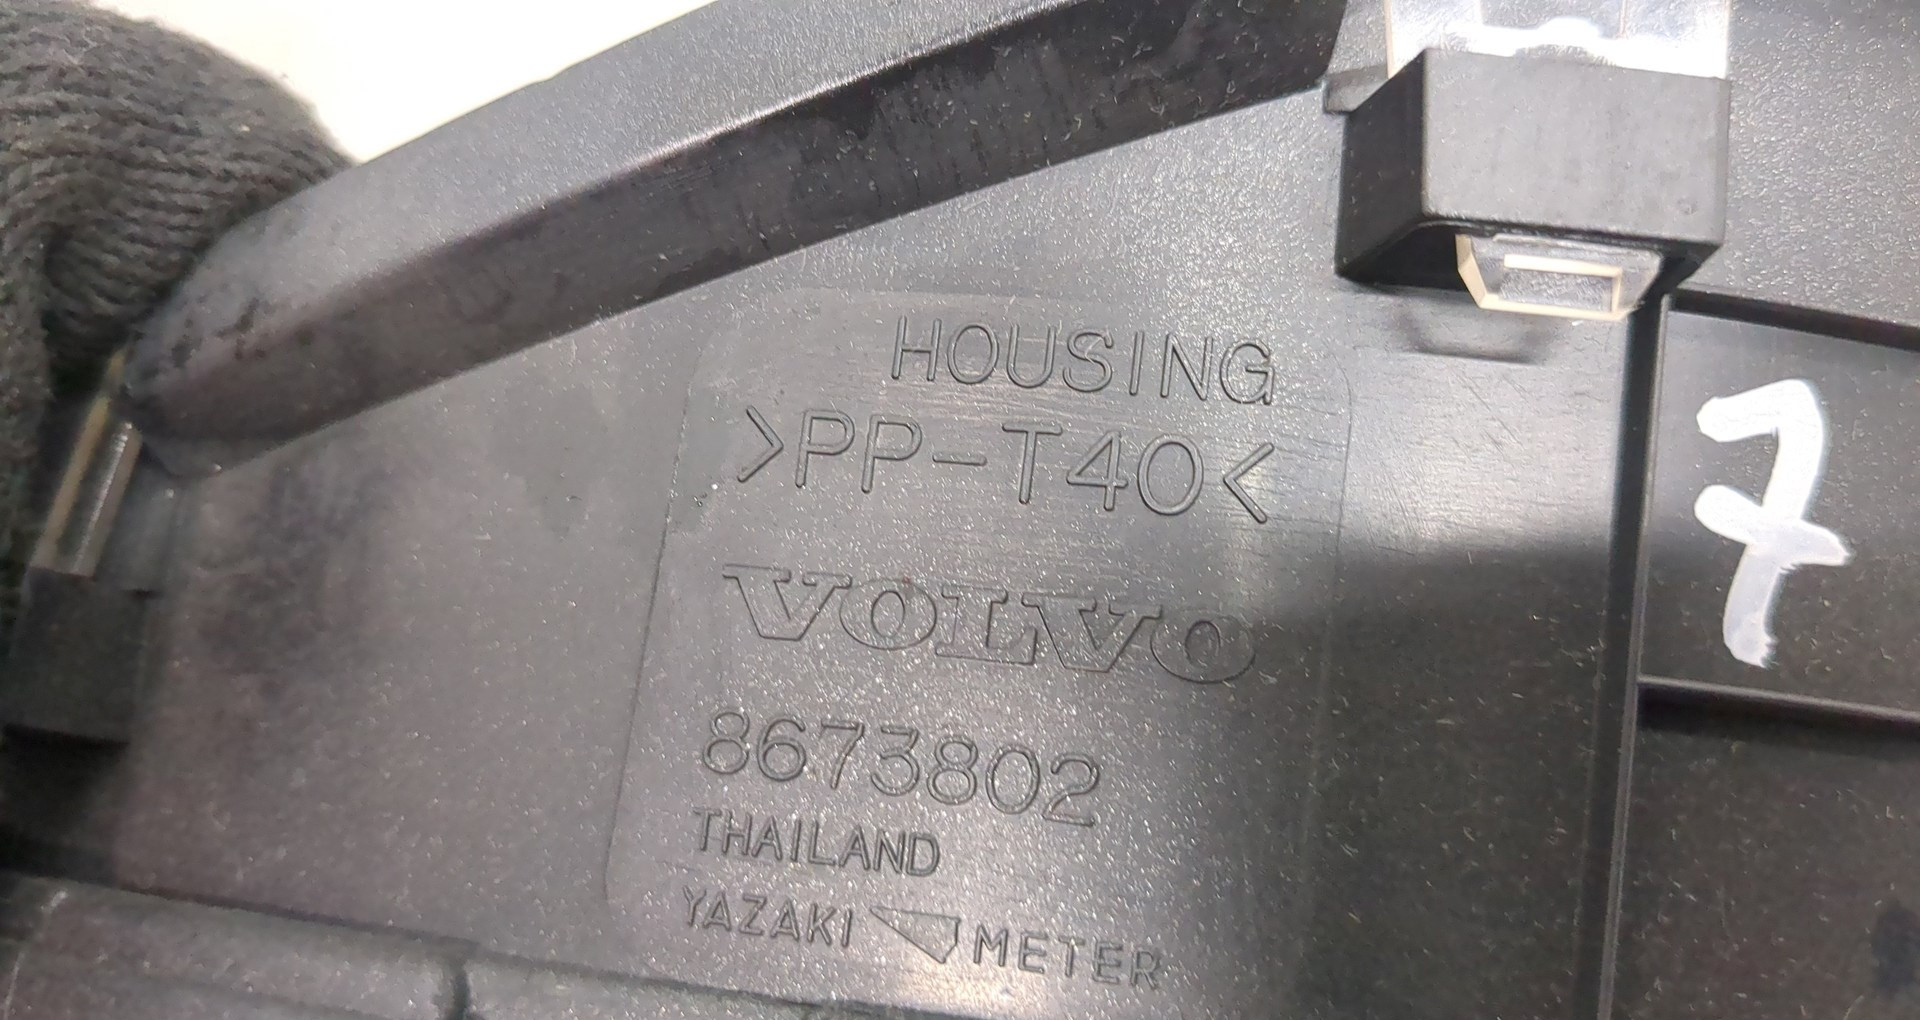 HOUSING
>PP-T40<
VOLVO
8673802
THAILAND
YAZAKI METER
7